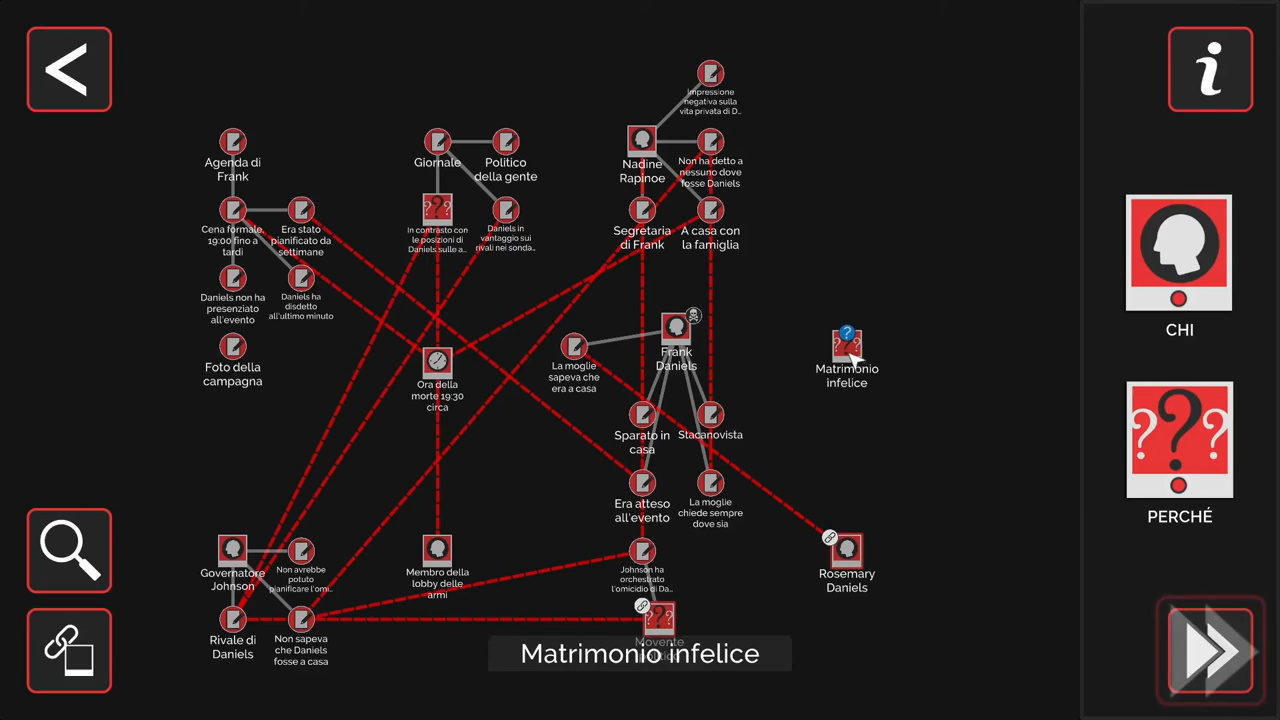 Impressione
negativa sulla
vita privata di D...
Agenda di
Frank
Giornale
Politico
della gente
Nadine
Rapinoe
Non ha detto a
nessuno dove
fosse Daniels
Cena formale,
19:00 fino a
tardi
Era stato
pianificato da
settimane
In contrasto con
le posizioni di
Daniels sulle a...
Daniels in
vantaggio sui
rivali nei sonda...
Segretaria
di Frank
A casa con
la famiglia
Daniels non ha
presenziato
all'evento
Daniels ha
disdetto
all'ultimo minuto
Foto della
campagna
Ora della
morte 19:30
circa
La moglie
sapeva che
era a casa
Frank
Daniels
Matrimonio
infelice
CHI
Sparato in
casa
Stacanovista
Era atteso
all'evento
La moglie
chiede sempre
dove sia
PERCHÉ
Governatore
Johnson
Non avrebbe
potuto
pianificare l'omi...
Membro della
lobby delle
armi
Johnson ha
orchestrato
l'omicidio di Da...
Rosemary
Daniels
Rivale di
Daniels
Non sapeva
che Daniels
fosse a casa
Movente
Matrimonio infelice